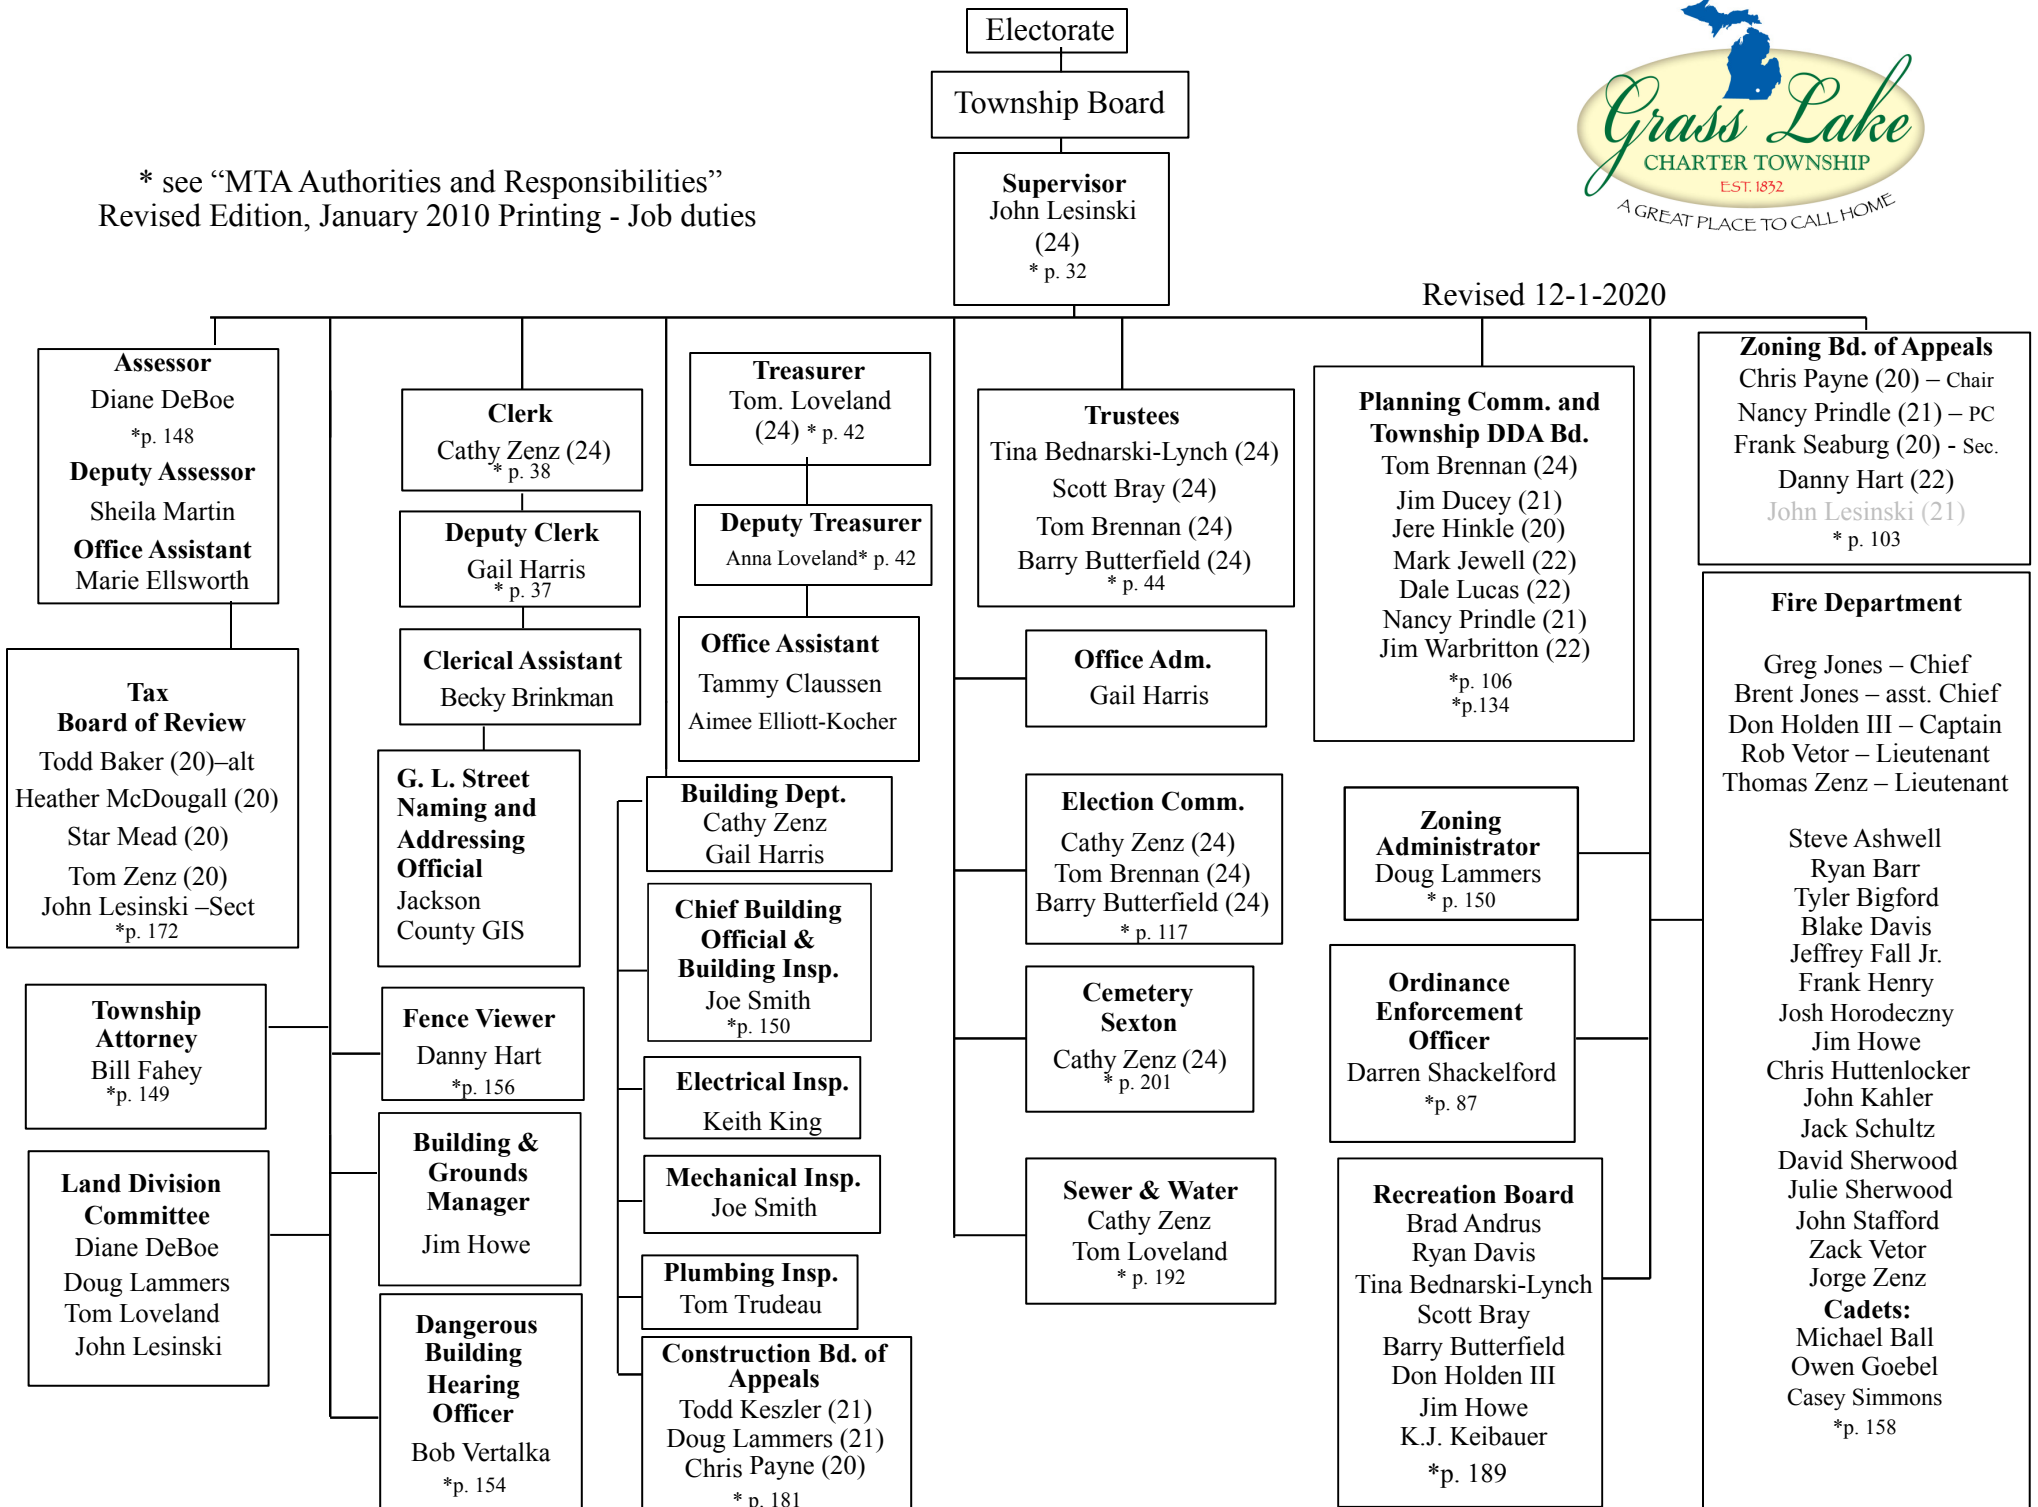 Electorate
Township Board
Supervisor
John Lesinski
(24)
* p. 32
* see “MTA Authorities and Responsibilities”
Revised Edition, January 2010 Printing - Job duties
Grass Lake
CHARTER TOWNSHIP
EST. 1832
A GREAT PLACE TO CALL HOME
Revised 12-1-2020
Assessor
Diane DeBoe
*p. 148
Deputy Assessor
Sheila Martin
Office Assistant
Marie Ellsworth
Tax
Board of Review
Todd Baker (20)–alt
Heather McDougall (20)
Star Mead (20)
Tom Zenz (20)
John Lesinski –Sect
*p. 172
Township
Attorney
Bill Fahey
*p. 149
Land Division
Committee
Diane DeBoe
Doug Lammers
Tom Loveland
John Lesinski
Clerk
Cathy Zenz (24)
* p. 38
Deputy Clerk
Gail Harris
* p. 37
Clerical Assistant
Becky Brinkman
G. L. Street
Naming and
Addressing
Official
Jackson
County GIS
Fence Viewer
Danny Hart
*p. 156
Building &
Grounds
Manager
Jim Howe
Dangerous
Building
Hearing
Officer
Bob Vertalka
*p. 154
Treasurer
Tom. Loveland
(24) * p. 42
Deputy Treasurer
Anna Loveland* p. 42
Office Assistant
Tammy Claussen
Aimee Elliott-Kocher
Building Dept.
Cathy Zenz
Gail Harris
Chief Building
Official &
Building Insp.
Joe Smith
*p. 150
Electrical Insp.
Keith King
Mechanical Insp.
Joe Smith
Plumbing Insp.
Tom Trudeau
Construction Bd. of
Appeals
Todd Keszler (21)
Doug Lammers (21)
Chris Payne (20)
* p. 181
Trustees
Tina Bednarski-Lynch (24)
Scott Bray (24)
Tom Brennan (24)
Barry Butterfield (24)
* p. 44
Office Adm.
Gail Harris
Election Comm.
Cathy Zenz (24)
Tom Brennan (24)
Barry Butterfield (24)
* p. 117
Cemetery
Sexton
Cathy Zenz (24)
* p. 201
Sewer & Water
Cathy Zenz
Tom Loveland
* p. 192
Planning Comm. and
Township DDA Bd.
Tom Brennan (24)
Jim Ducey (21)
Jere Hinkle (20)
Mark Jewell (22)
Dale Lucas (22)
Nancy Prindle (21)
Jim Warbritton (22)
*p. 106
*p.134
Zoning
Administrator
Doug Lammers
* p. 150
Ordinance
Enforcement
Officer
Darren Shackelford
*p. 87
Recreation Board
Brad Andrus
Ryan Davis
Tina Bednarski-Lynch
Scott Bray
Barry Butterfield
Don Holden III
Jim Howe
K.J. Keibauer
*p. 189
Zoning Bd. of Appeals
Chris Payne (20) – Chair
Nancy Prindle (21) – PC
Frank Seaburg (20) - Sec.
Danny Hart (22)
John Lesinski (21)
* p. 103
Fire Department
Greg Jones – Chief
Brent Jones – asst. Chief
Don Holden III – Captain
Rob Vetor – Lieutenant
Thomas Zenz – Lieutenant
Steve Ashwell
Ryan Barr
Tyler Bigford
Blake Davis
Jeffrey Fall Jr.
Frank Henry
Josh Horodeczny
Jim Howe
Chris Huttenlocker
John Kahler
Jack Schultz
David Sherwood
Julie Sherwood
John Stafford
Zack Vetor
Jorge Zenz
Cadets:
Michael Ball
Owen Goebel
Casey Simmons
*p. 158